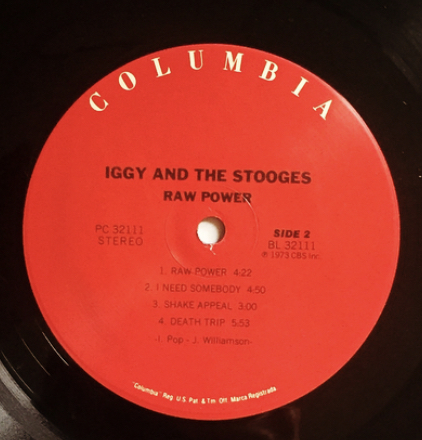 COLUMBIA
IGGY AND THE STOOGES
RAW POWER
PC 32111
STEREO
SIDE 2
BL 32111
℗ 1973 CBS Inc.
1. RAW POWER 4:22
2. I NEED SOMEBODY 4:50
3. SHAKE APPEAL 3:00
4. DEATH TRIP 5:53
-I. Pop - J. Williamson-
"Columbia" Reg. U.S. Pat. & Tm. Off. Marca Registrada